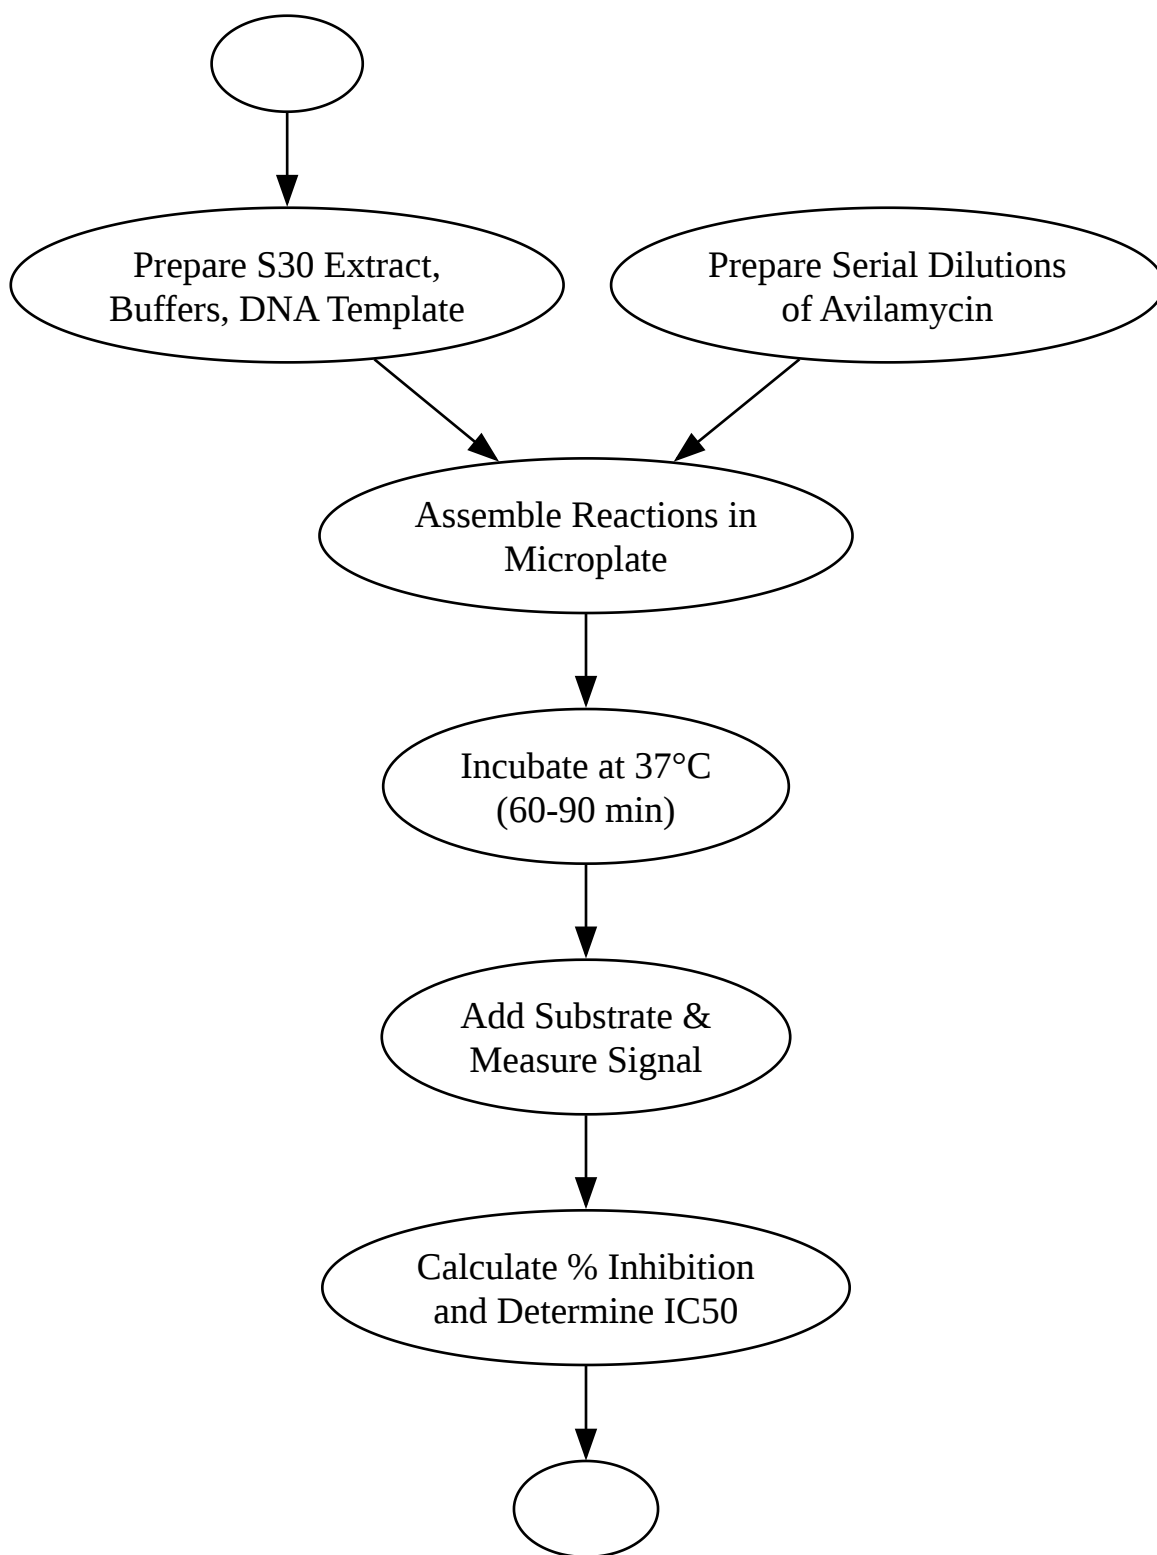 Prepare S30 Extract,
Buffers, DNA Template
Prepare Serial Dilutions
of Avilamycin
Assemble Reactions in
Microplate
Incubate at 37°C
(60-90 min)
Add Substrate &
Measure Signal
Calculate % Inhibition
and Determine IC50